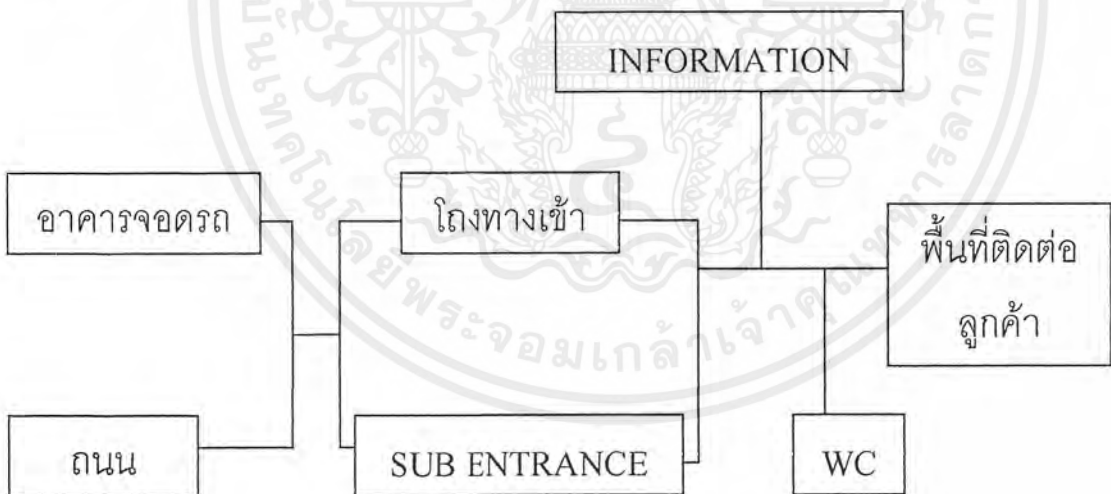 INFORMATION
อาคารจอดรถ
โถงทางเข้า
พื้นที่ติดต่อ
ลูกค้า
ถนน
SUB ENTRANCE
WC